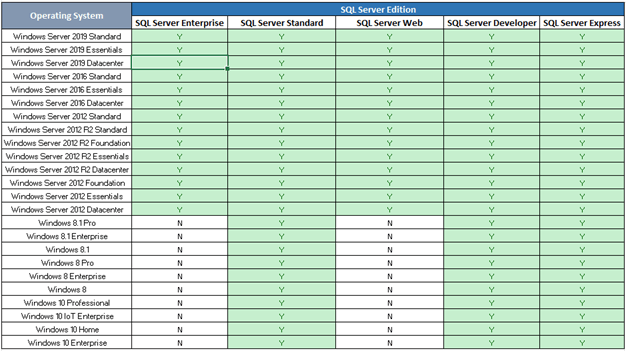 Operating System SQL Server Edition
SQL Server Enterprise SQL Server Standard SQL Server Web SQL Server Developer SQL Server Express
Windows Server 2019 Standard Y Y Y Y Y
Windows Server 2019 Essentials Y Y Y Y Y
Windows Server 2019 Datacenter Y Y Y Y Y
Windows Server 2016 Standard Y Y Y Y Y
Windows Server 2016 Essentials Y Y Y Y Y
Windows Server 2016 Datacenter Y Y Y Y Y
Windows Server 2012 Standard Y Y Y Y Y
Windows Server 2012 R2 Standard Y Y Y Y Y
Windows Server 2012 R2 Foundation Y Y Y Y Y
Windows Server 2012 R2 Essentials Y Y Y Y Y
Windows Server 2012 R2 Datacenter Y Y Y Y Y
Windows Server 2012 Foundation Y Y Y Y Y
Windows Server 2012 Essentials Y Y Y Y Y
Windows Server 2012 Datacenter Y Y Y Y Y
Windows 8.1 Pro N Y N Y Y
Windows 8.1 Enterprise N Y N Y Y
Windows 8.1 N Y N Y Y
Windows 8 Pro N Y N Y Y
Windows 8 Enterprise N Y N Y Y
Windows 8 N Y N Y Y
Windows 10 Professional N Y N Y Y
Windows 10 IoT Enterprise N Y N Y Y
Windows 10 Home N Y N Y Y
Windows 10 Enterprise N Y N Y Y